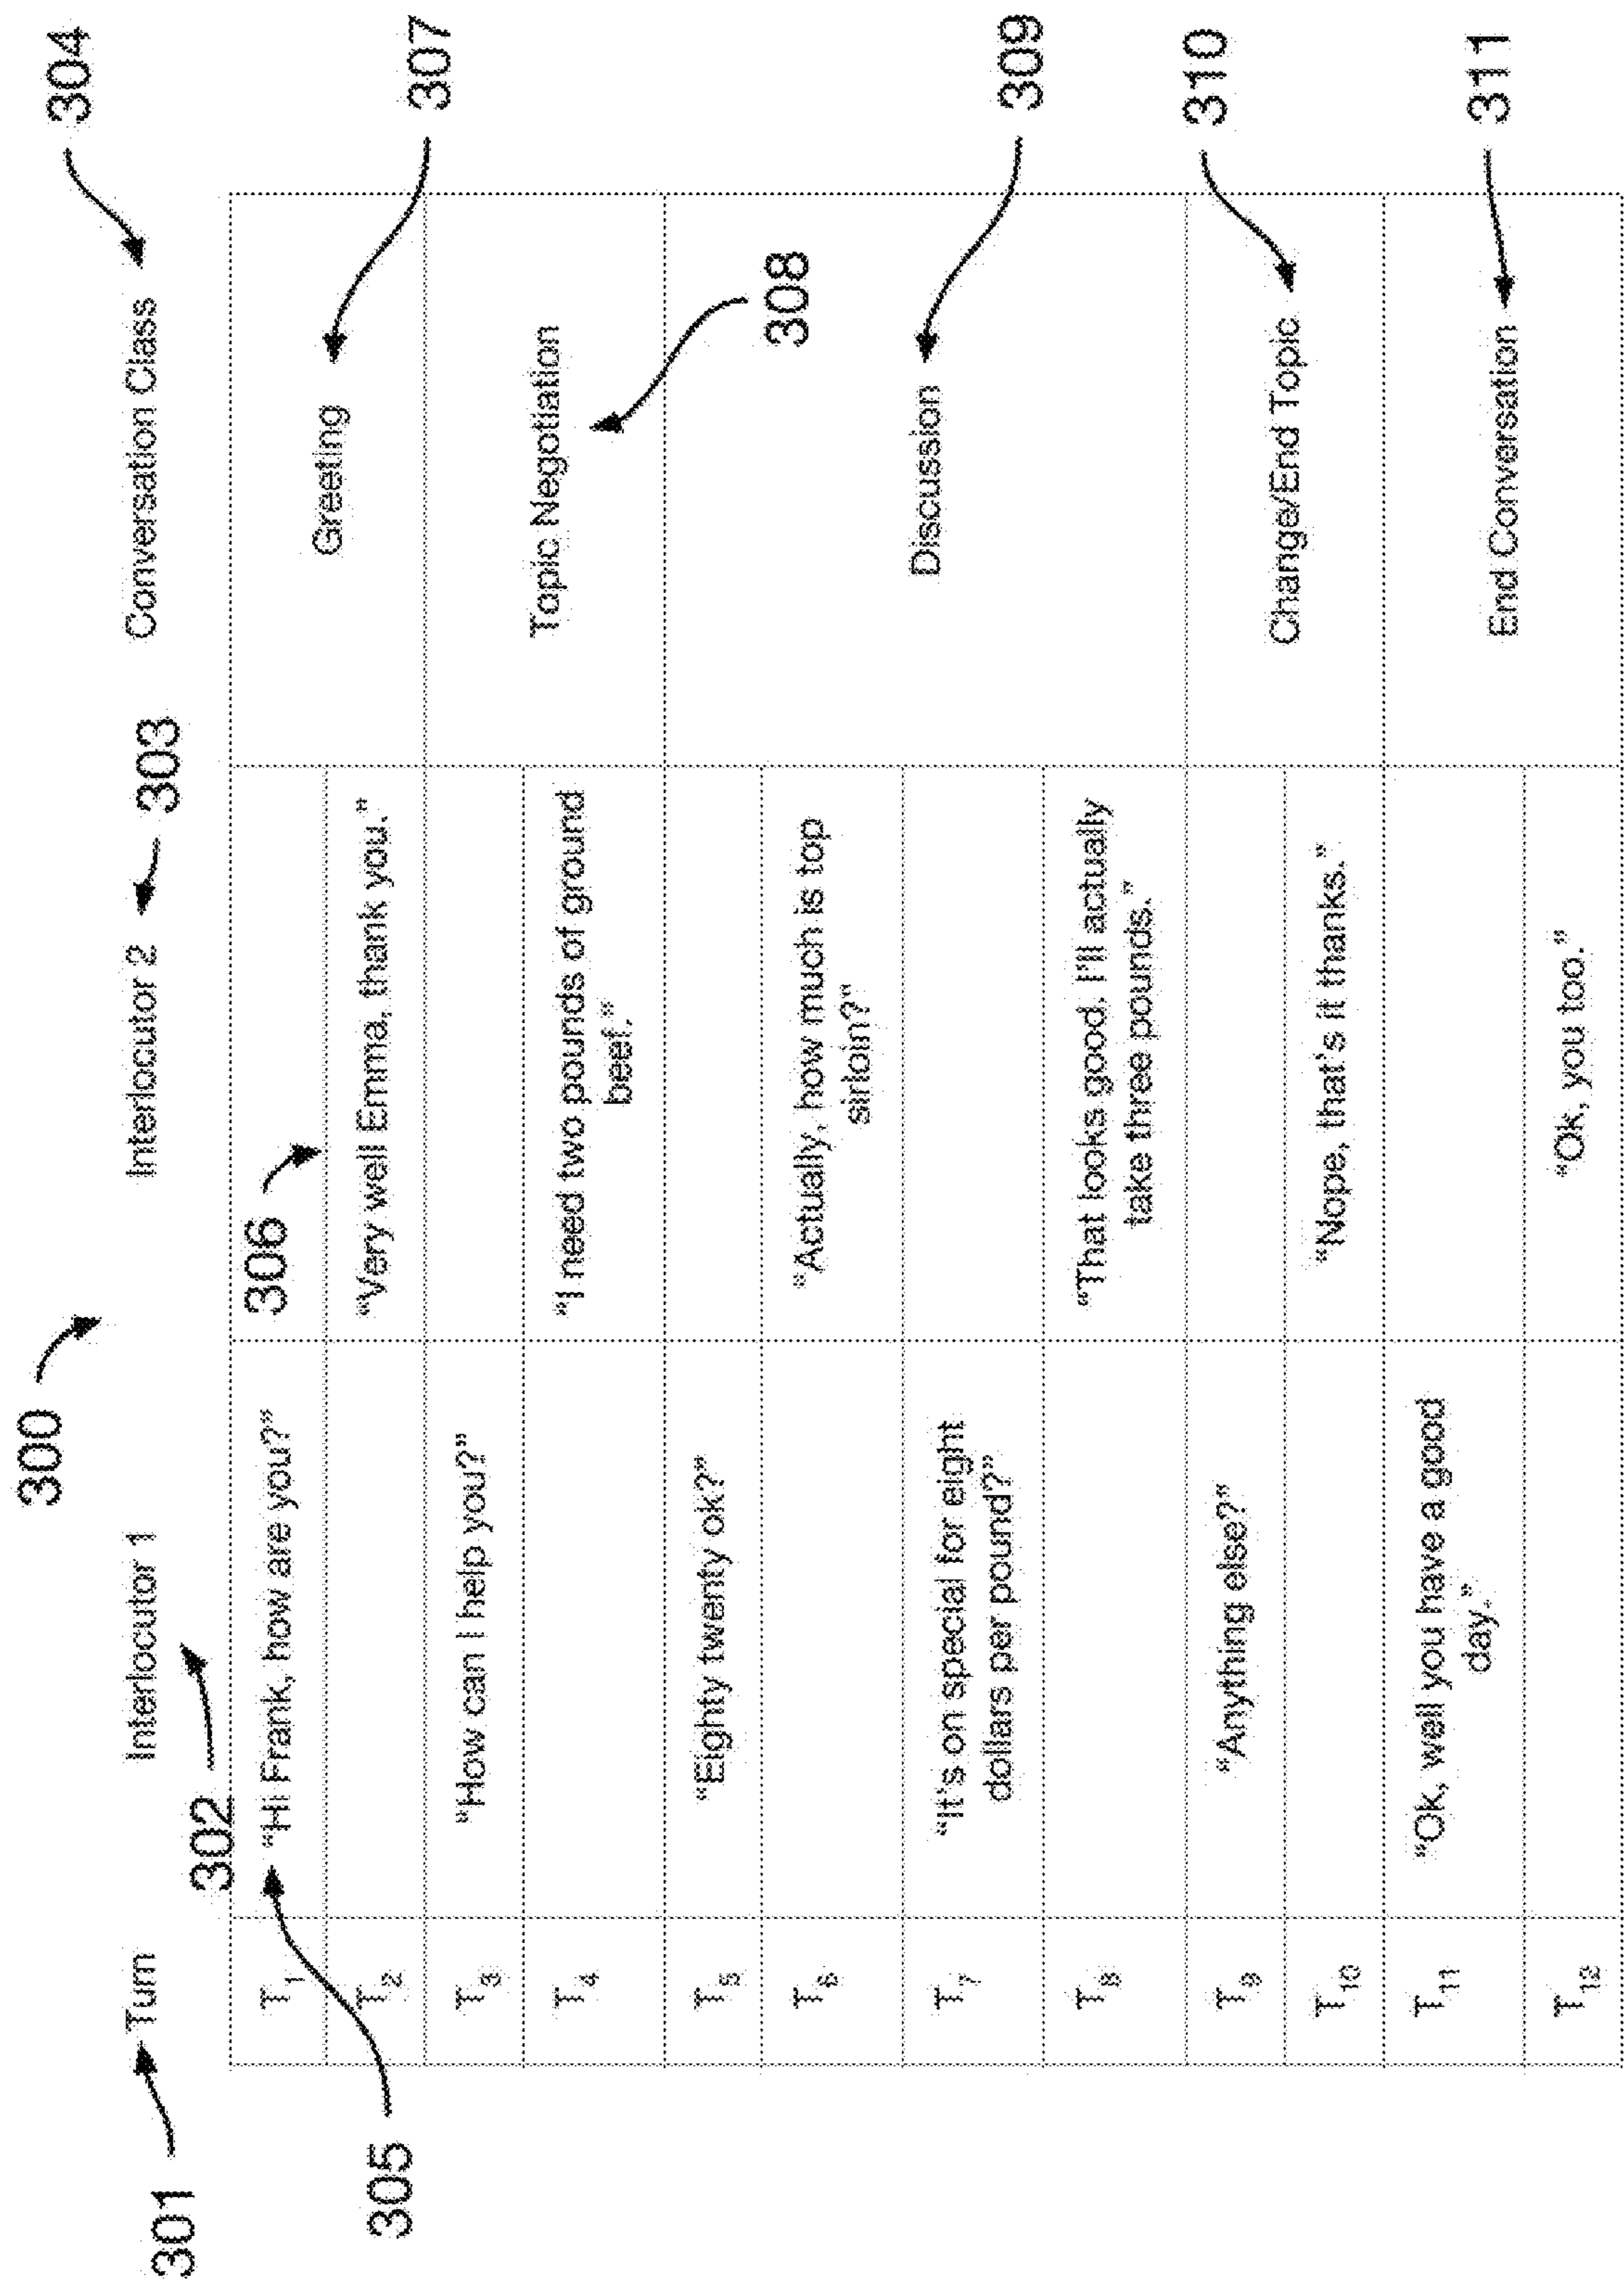 300
301
Turn
302
Interlocutor 1
Interlocutor 2
303
Conversation Class
304
305
T1
“Hi Frank, how are you?”
306
Greeting
307
T2
“Very well Emma, thank you.”
T3
“How can I help you?”
Topic Negotiation
308
T4
“I need two pounds of ground
beef.”
T5
“Eighty twenty ok?”
Discussion
309
T6
“Actually, how much is top
sirloin?”
T7
“It's on special for eight
dollars per pound?”
T8
“That looks good. I'll actually
take three pounds.”
T9
“Anything else?”
Change/End Topic
310
T10
“Nope, that's it thanks.”
T11
“Ok, well you have a good
day.”
End Conversation
311
T12
“Ok, you too.”